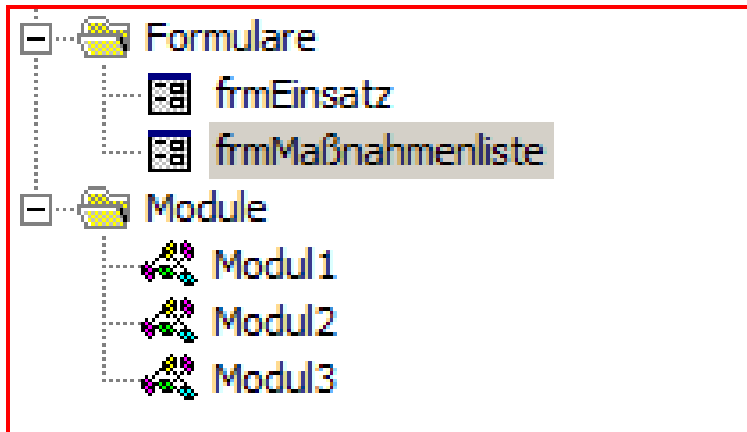 Formulare
frmEinsatz
frmMaßnahmenliste
Module
Modul1
Modul2
Modul3